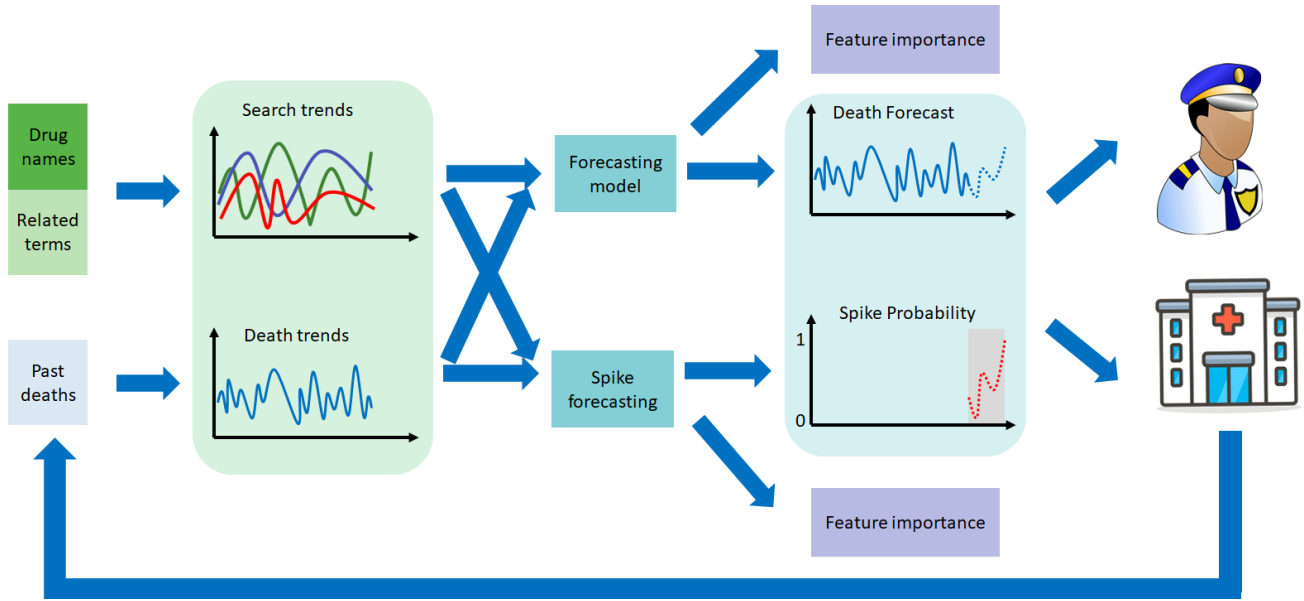 Drug
names
Related
terms
Past
deaths
Search trends
Death trends
Forecasting
model
Spike
forecasting
Feature importance
Death Forecast
Spike Probability
1
0
Feature importance